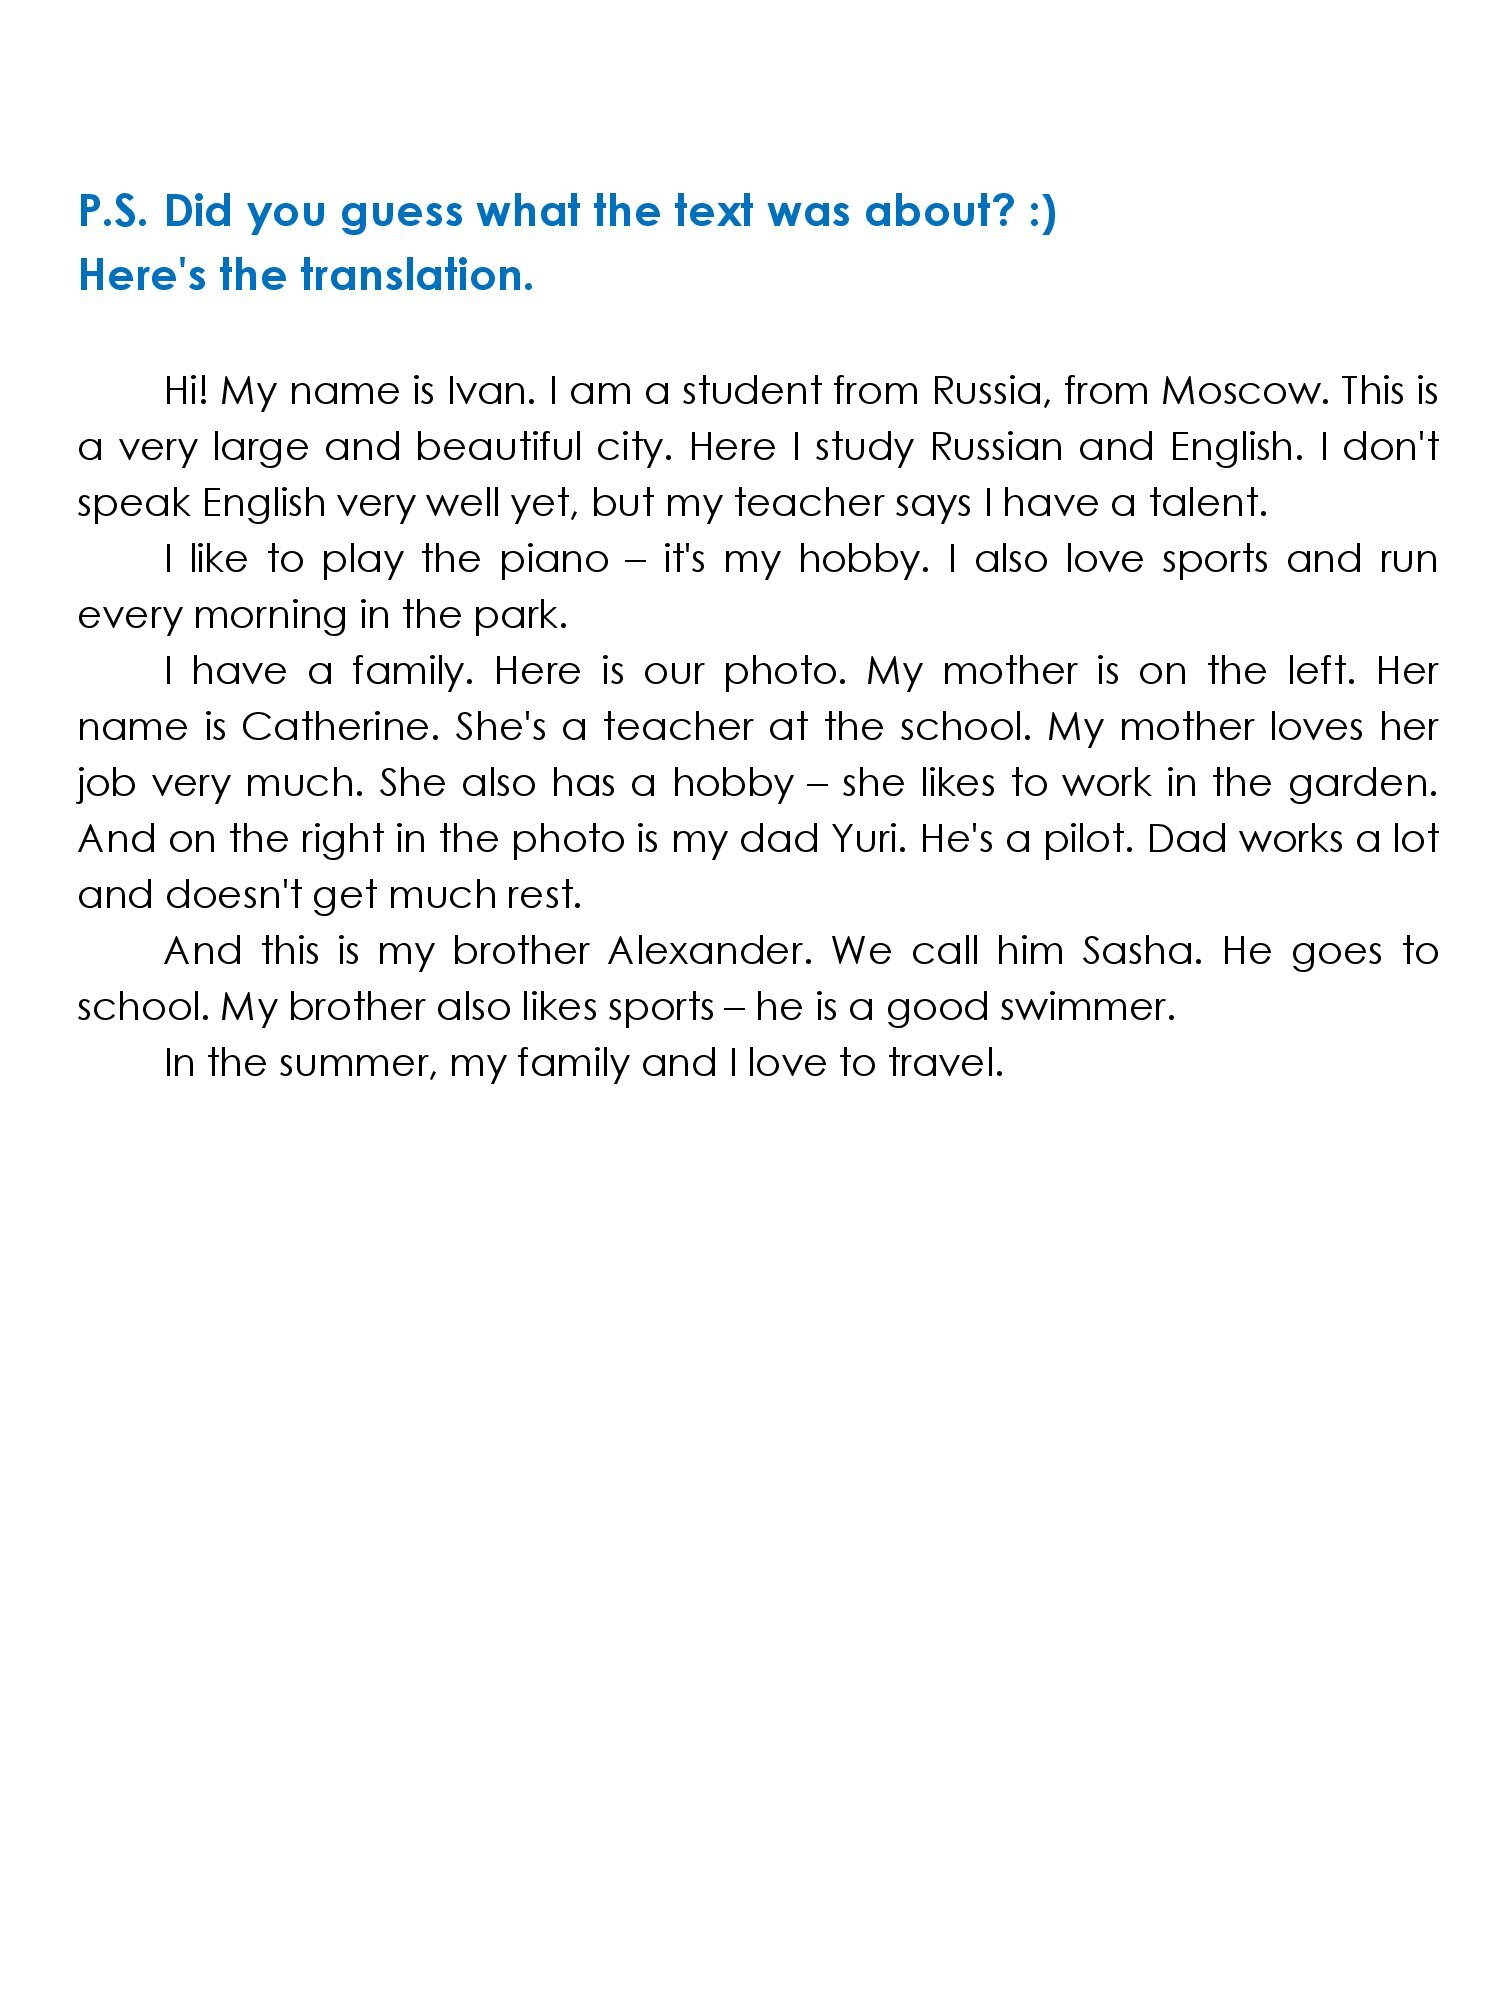 P.S. Did you guess what the text was about? :)
Here's the translation.
Hi! My name is Ivan. I am a student from Russia, from Moscow. This is
a very large and beautiful city. Here I study Russian and English. I don't
speak English very well yet, but my teacher says I have a talent.
I like to play the piano – it's my hobby. I also love sports and run
every morning in the park.
I have a family. Here is our photo. My mother is on the left. Her
name is Catherine. She's a teacher at the school. My mother loves her
job very much. She also has a hobby – she likes to work in the garden.
And on the right in the photo is my dad Yuri. He's a pilot. Dad works a lot
and doesn't get much rest.
And this is my brother Alexander. We call him Sasha. He goes to
school. My brother also likes sports – he is a good swimmer.
In the summer, my family and I love to travel.